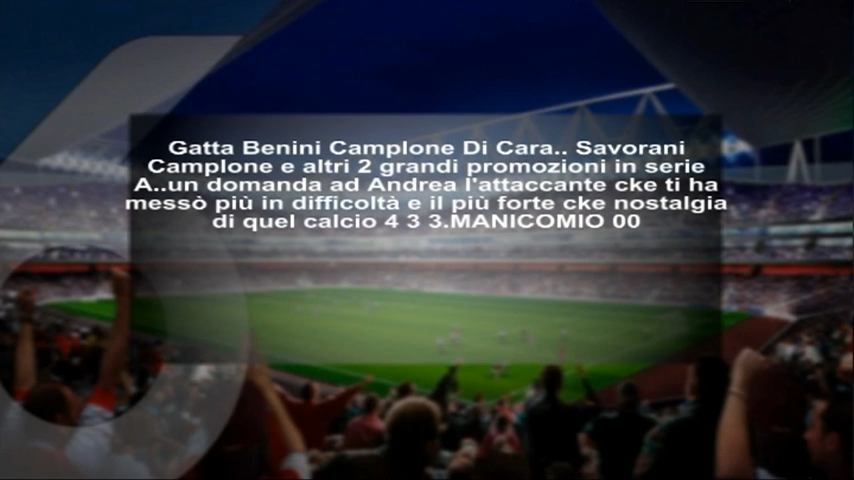 Gatta Benini Camplone Di Cara.. Savorani
Camplone e altri 2 grandi promozioni in serie
A..un domanda ad Andrea l'attaccante cke ti ha
messò più in difficoltà e il più forte cke nostalgia
di quel calcio 4 3 3.MANICOMIO 00